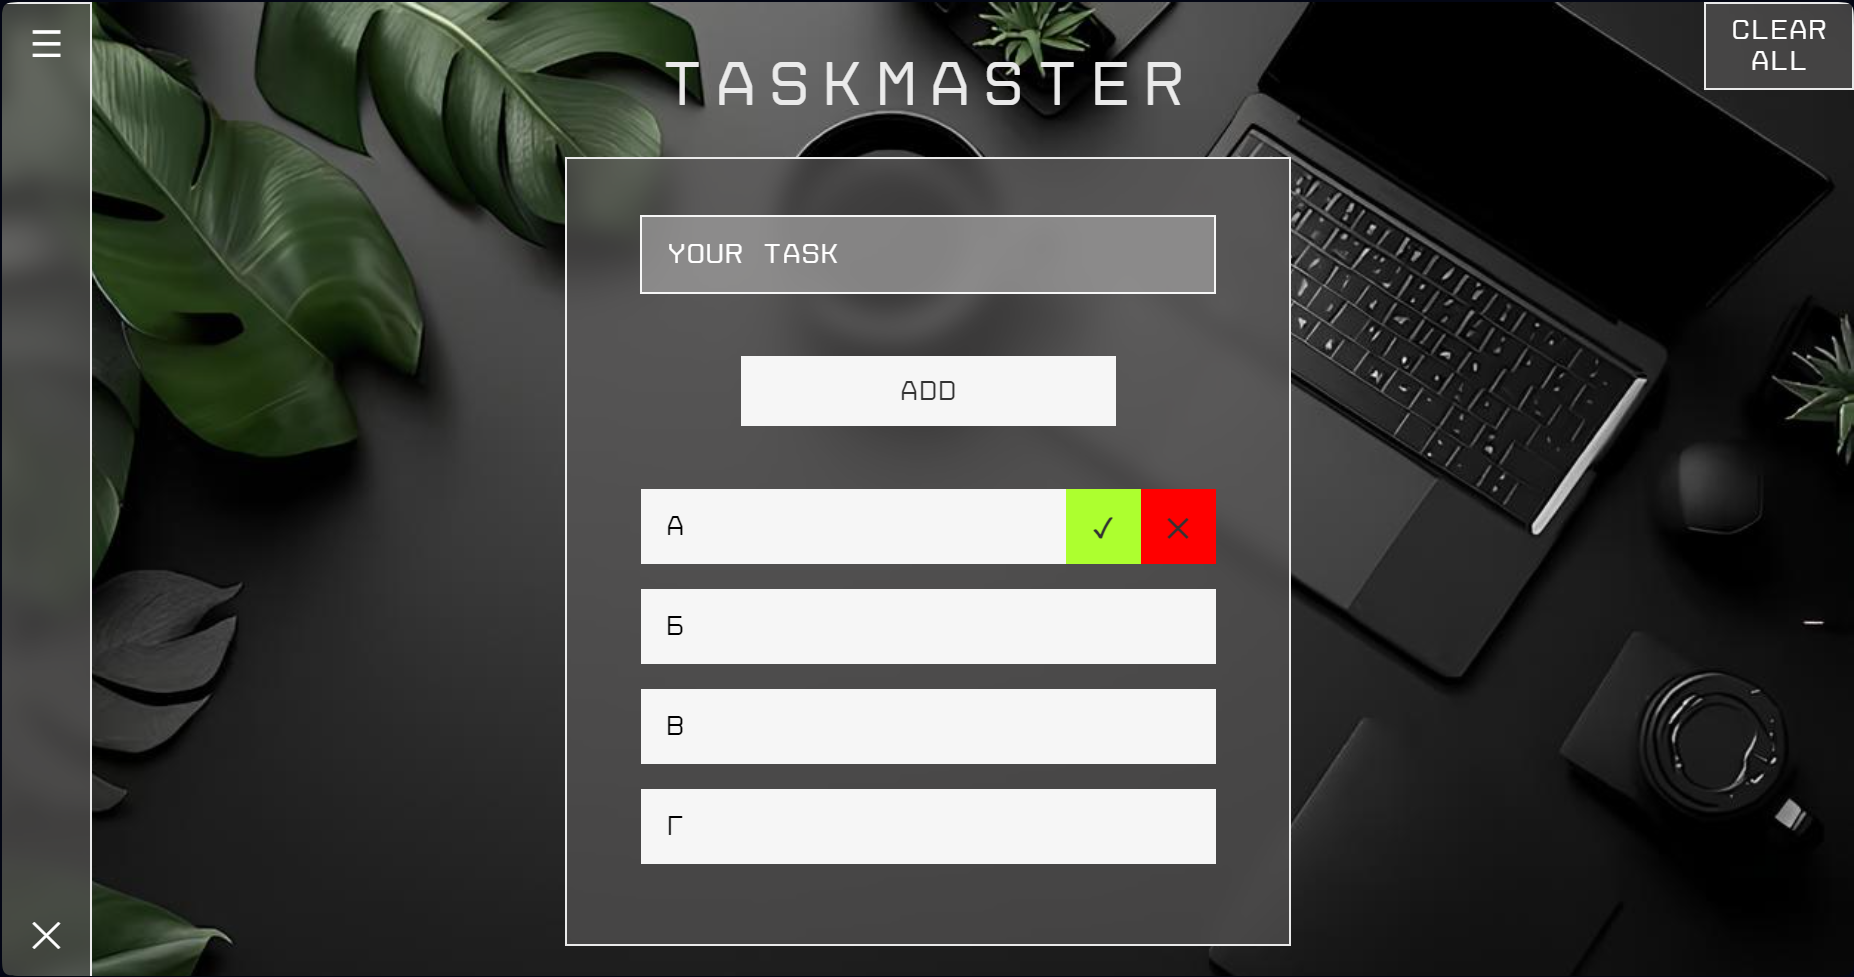 TASKMASTER
CLEAR
ALL
YOUR TASK
ADD
А
Б
В
Г